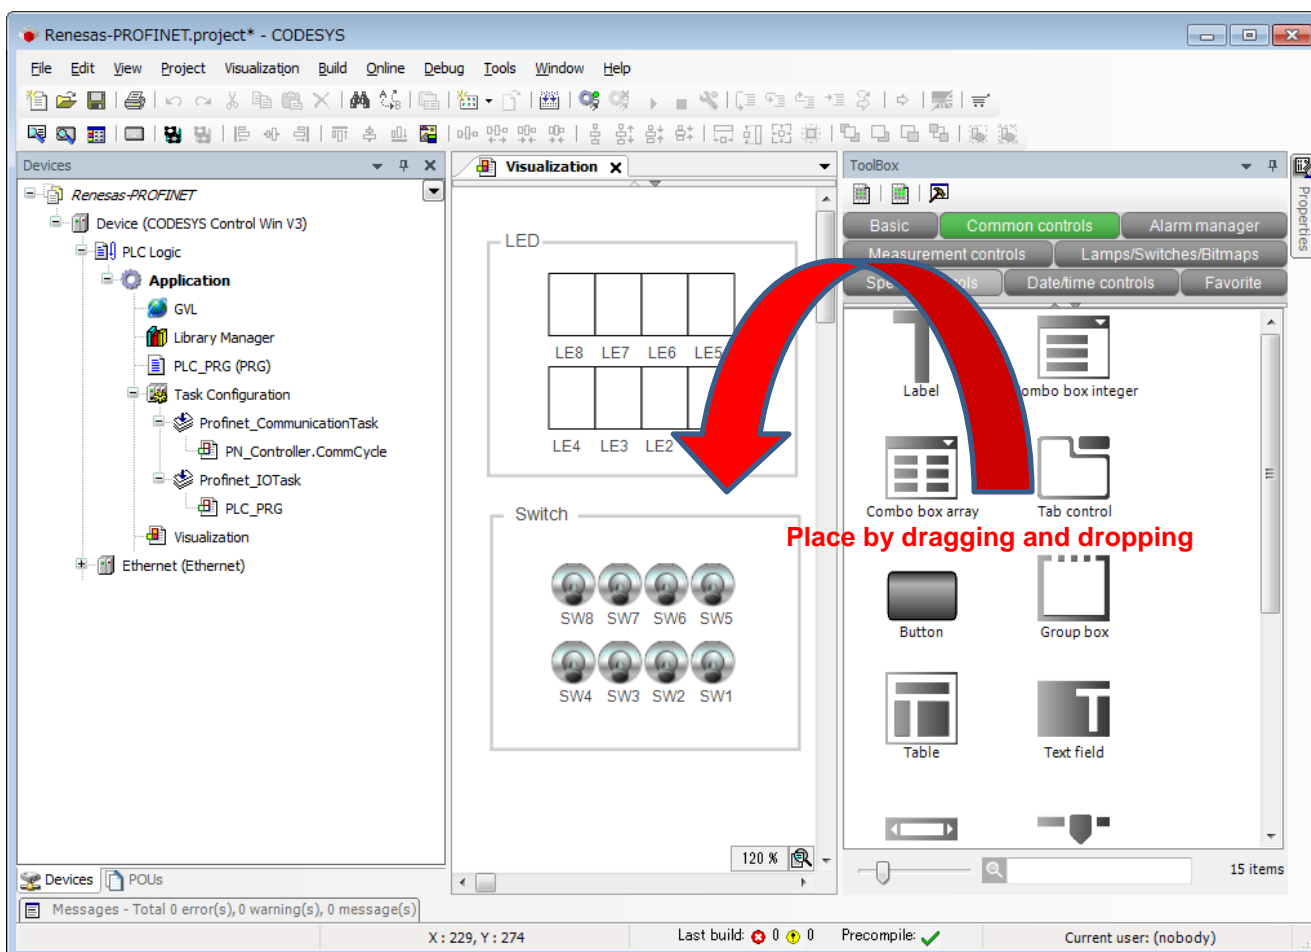 Renesas-PROFINET.project* - CODESYS
File Edit View Project Visualization Build Online Debug Tools Window Help
Devices
Renesas-PROFINET
Device (CODESYS Control Win V3)
PLC Logic
Application
GVL
Library Manager
PLC_PRG (PRG)
Task Configuration
Profinet_CommunicationTask
PN_Controller.CommCycle
Profinet_IOTask
PLC_PRG
Visualization
Ethernet (Ethernet)
Devices POUs
Visualization
LED
LE8 LE7 LE6 LE5
LE4 LE3 LE2
Switch
SW8 SW7 SW6 SW5
SW4 SW3 SW2 SW1
120 %
ToolBox
Properties
Basic Common controls Alarm manager
Measurement controls Lamps/Switches/Bitmaps
Date/time controls Favorite
Label ombo box integer
Combo box array Tab control
Place by dragging and dropping
Button Group box
Table Text field
15 items
Messages - Total 0 error(s), 0 warning(s), 0 message(s)
X : 229, Y : 274 Last build: 0 0 Precompile: Current user: (nobody)